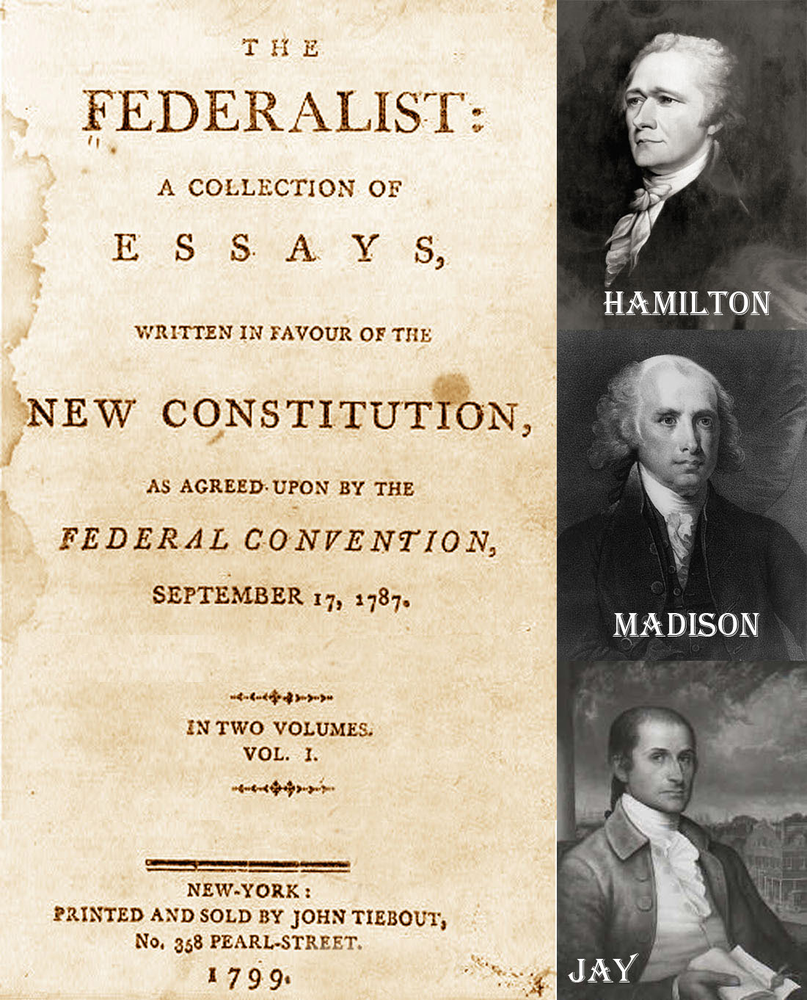 THE
FEDERALIST:
A COLLECTION OF
ESSAYS,
WRITTEN IN FAVOUR OF THE
NEW CONSTITUTION,
AS AGREED UPON BY THE
FEDERAL CONVENTION,
SEPTEMBER 17, 1787.
IN TWO VOLUMES.
VOL. I.
NEW-YORK:
PRINTED AND SOLD BY JOHN TIEBOUT,
No. 358 PEARL-STREET.
1799.
HAMILTON
MADISON
JAY